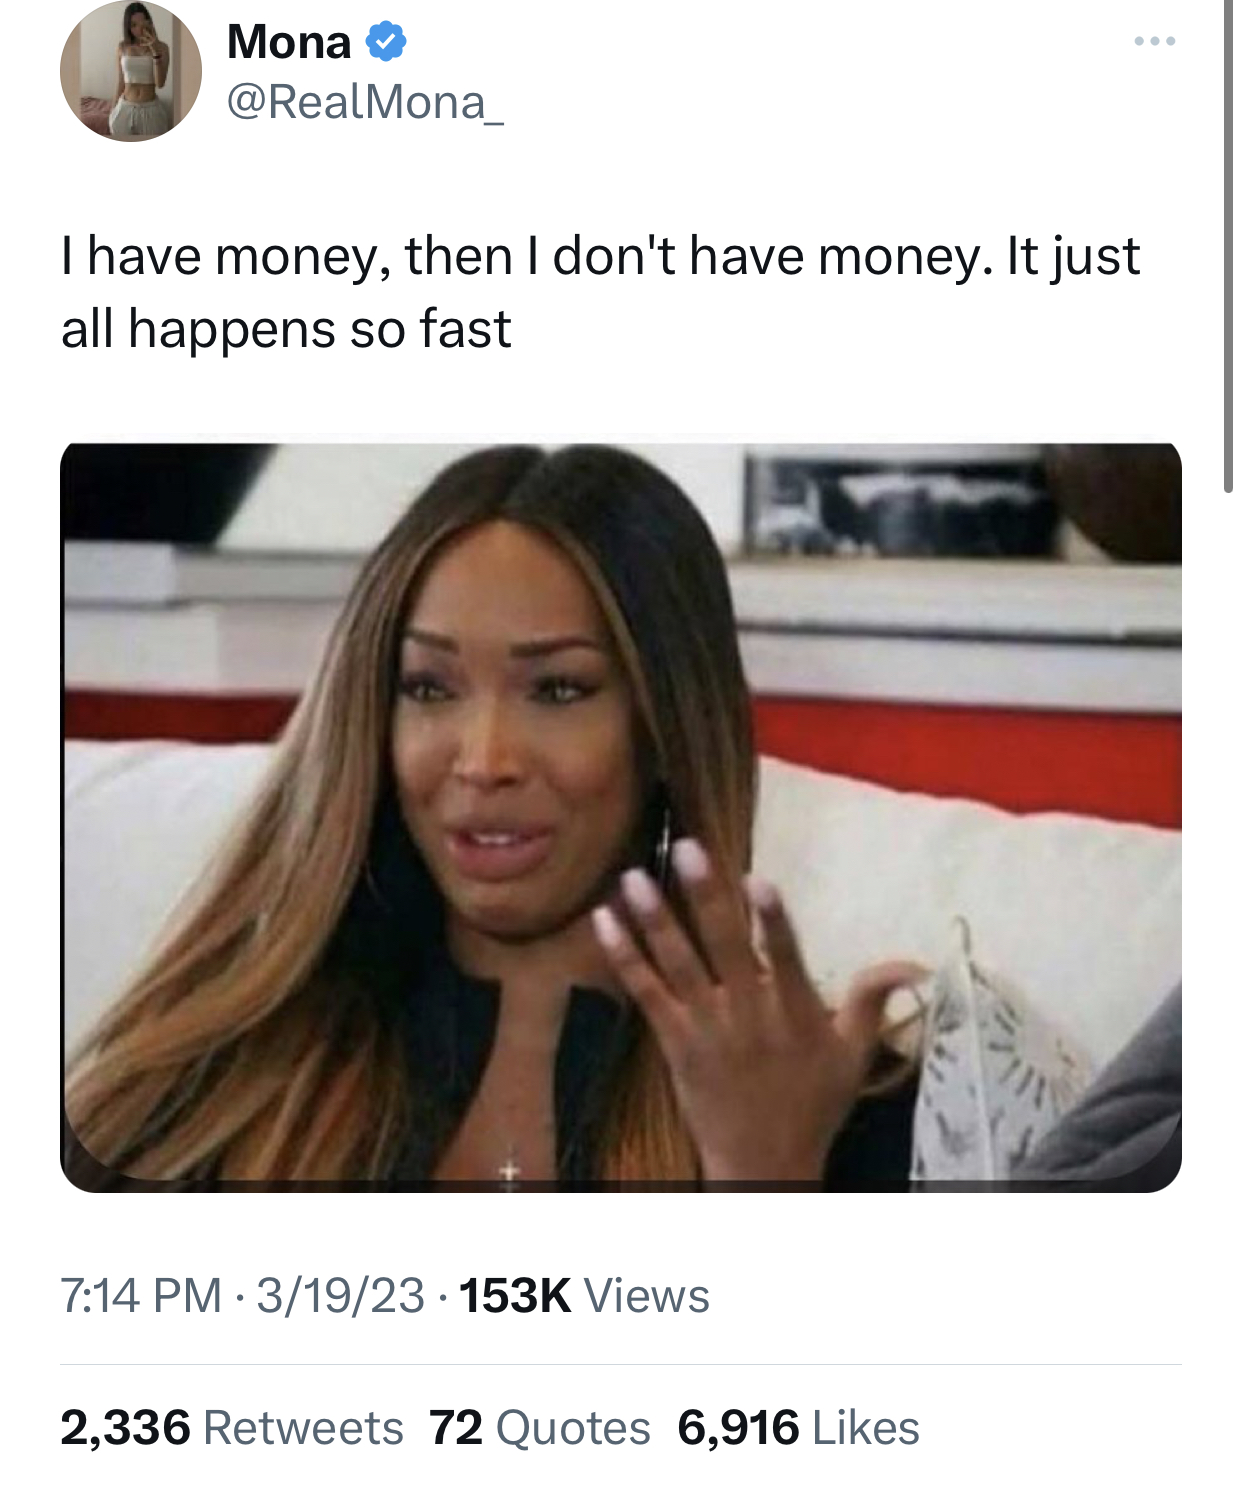 Mona
@RealMona_
I have money, then I don't have money. It just
all happens so fast
7:14 PM · 3/19/23 · 153K Views
2,336 Retweets 72 Quotes 6,916 Likes